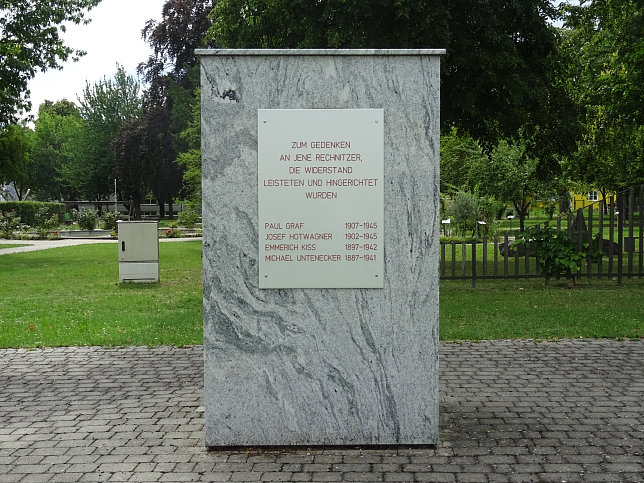 ZUM GEDENKEN
AN JENE RECHNITZER,
DIE WIDERSTAND
LEISTETEN UND HINGERICHTET
WURDEN
PAUL GRAF 1907-1945
JOSEF HOTWAGNER 1902-1945
EMMERICH KISS 1897-1942
MICHAEL UNTENECKER 1887-1941